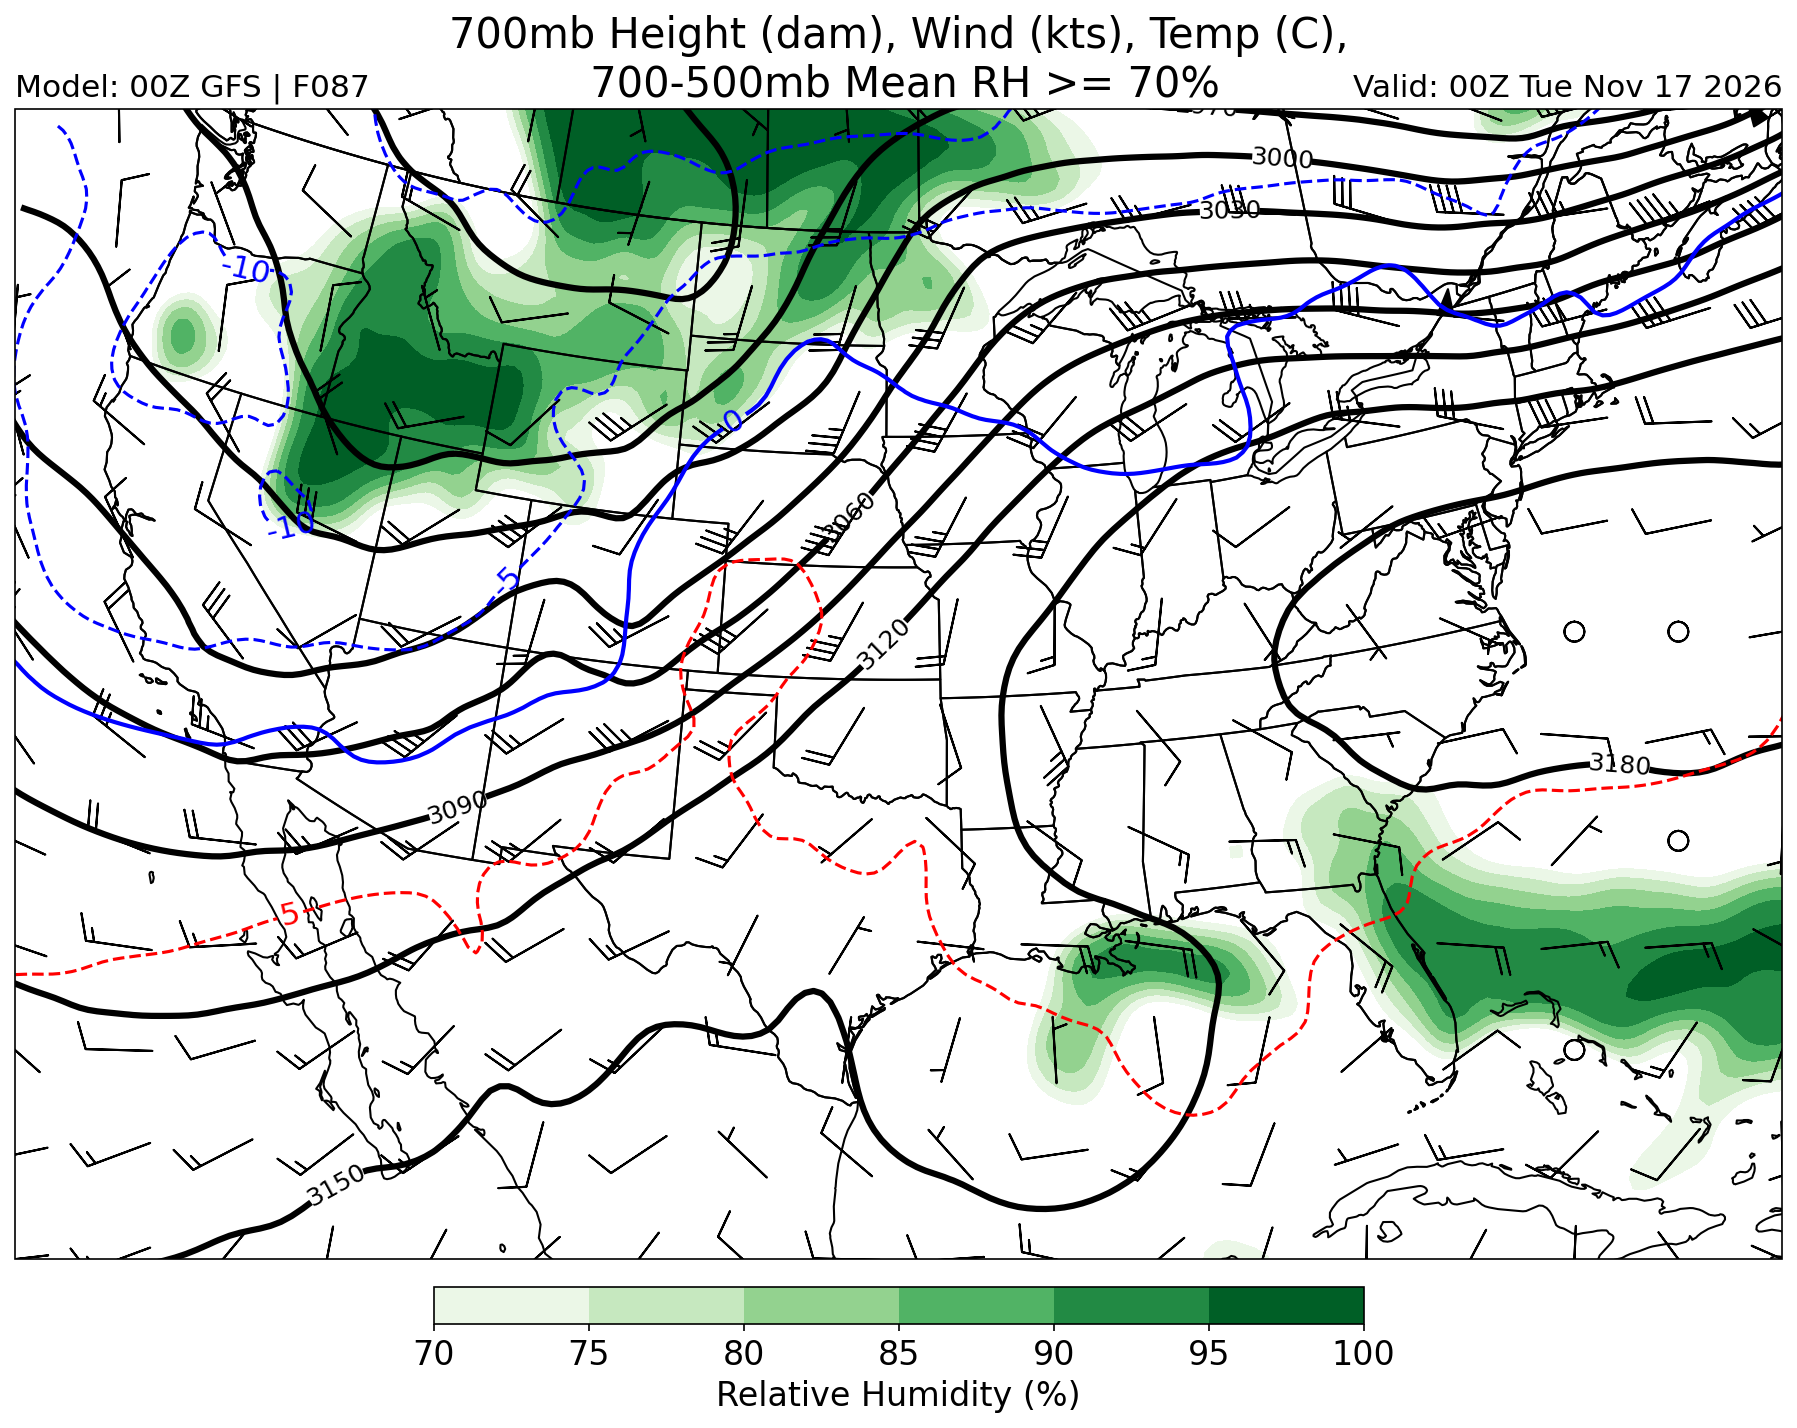 700mb Height (dam), Wind (kts), Temp (C),
700-500mb Mean RH >= 70%
Model: 00Z GFS | F087
Valid: 00Z Tue Nov 17 2026
3000
3030
-10
0
3060
-10
-5
3120
3180
3090
5
3150
70 75 80 85 90 95 100
Relative Humidity (%)